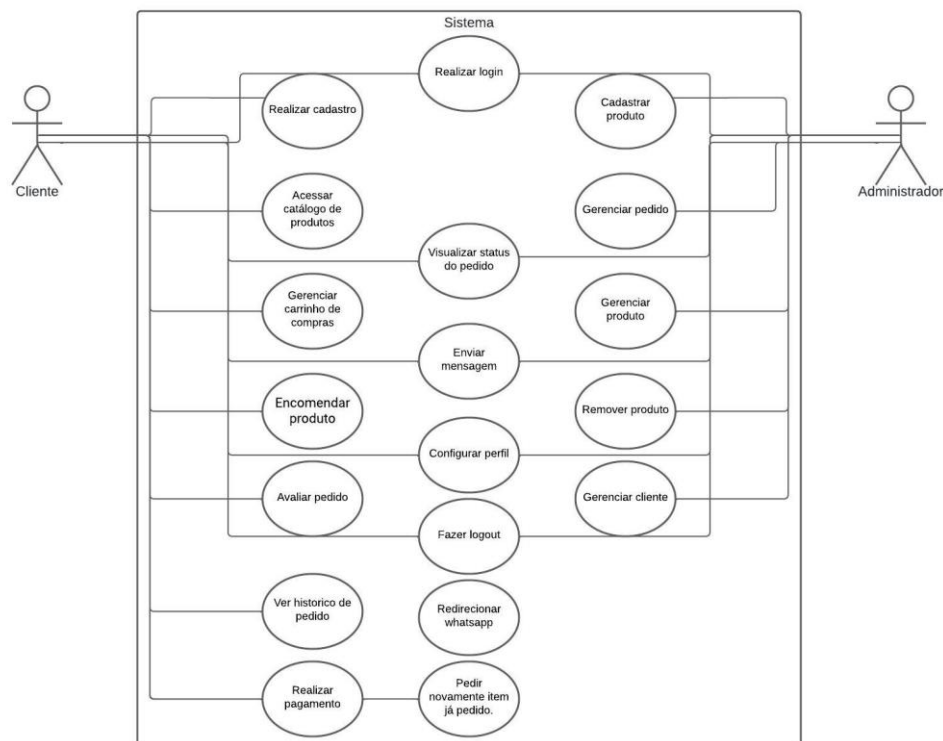 Sistema
Realizar login
Realizar cadastro
Cadastrar
produto
Cliente
Administrador
Acessar
catálogo de
produtos
Gerenciar pedido
Visualizar status
do pedido
Gerenciar
carrinho de
compras
Gerenciar
produto
Enviar
mensagem
Encomendar
produto
Remover produto
Configurar perfil
Avaliar pedido
Gerenciar cliente
Fazer logout
Ver historico de
pedido
Redirecionar
whatsapp
Realizar
pagamento
Pedir
novamente item
já pedido.